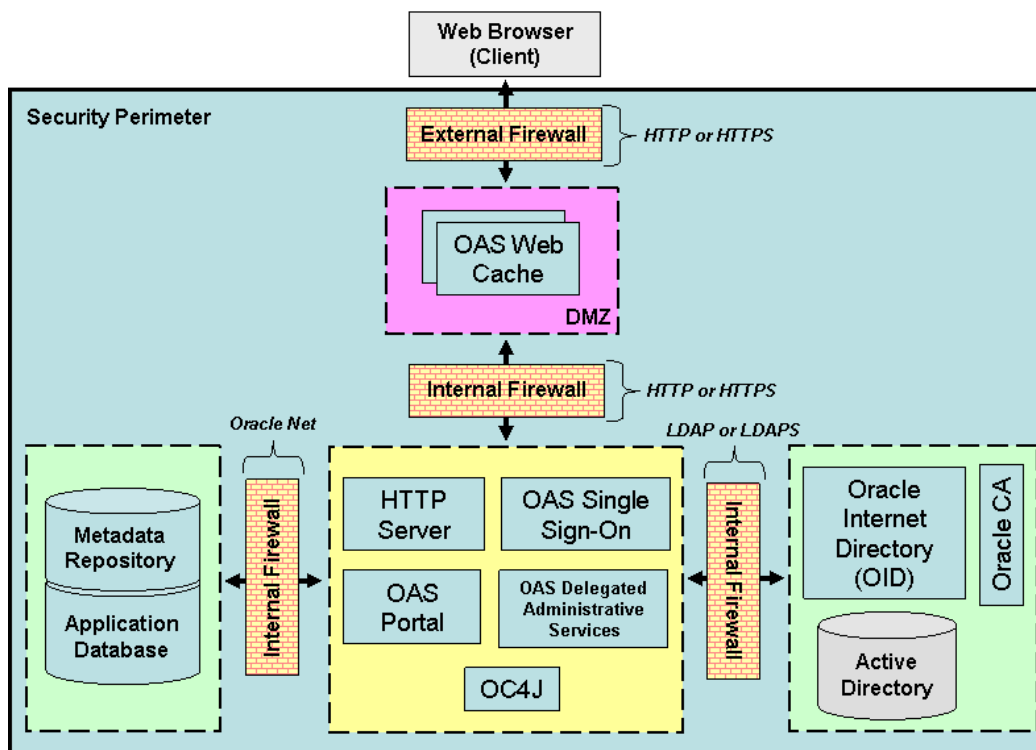 Web Browser
(Client)
Security Perimeter
External Firewall
HTTP or HTTPS
OAS Web
Cache
DMZ
Internal Firewall
HTTP or HTTPS
Oracle Net
LDAP or LDAPS
Metadata
Repository
Application
Database
Internal Firewall
HTTP
Server
OAS Single
Sign-On
OAS
Portal
OAS Delegated
Administrative
Services
OC4J
Internal Firewall
Oracle
Internet
Directory
(OID)
Oracle CA
Active
Directory